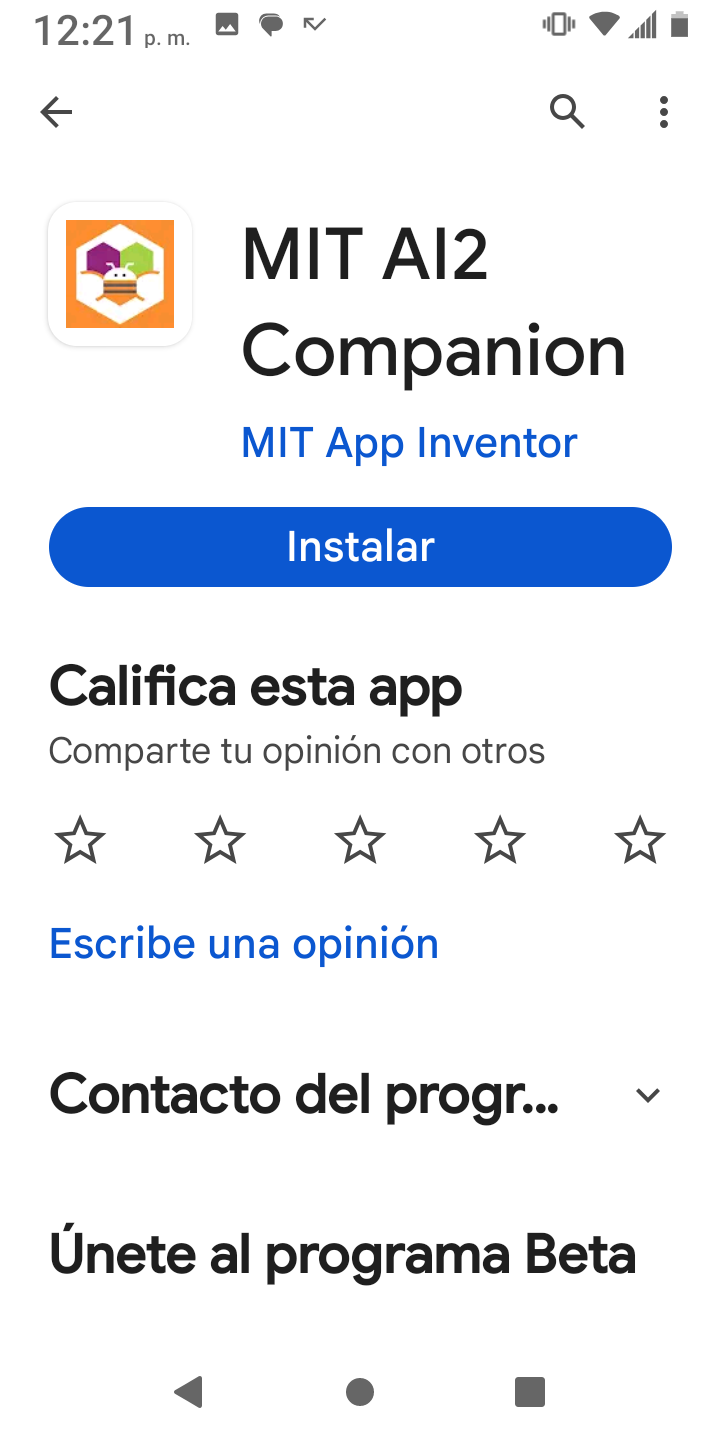 12:21 p. m.
MIT AI2
Companion
MIT App Inventor
Instalar
Califica esta app
Comparte tu opinión con otros
Escribe una opinión
Contacto del progr...
Únete al programa Beta